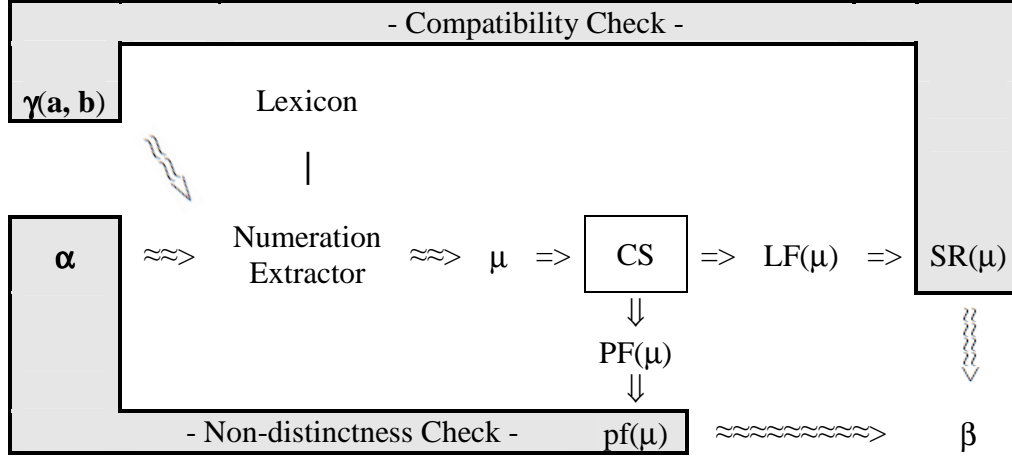 - Compatibility Check -
γ(a, b) Lexicon
|
α ≈≈> Numeration Extractor ≈≈> μ => CS => LF(μ) => SR(μ)
⇓
PF(μ)
⇓
- Non-distinctness Check - pf(μ) ≈≈≈≈≈≈≈≈≈> β